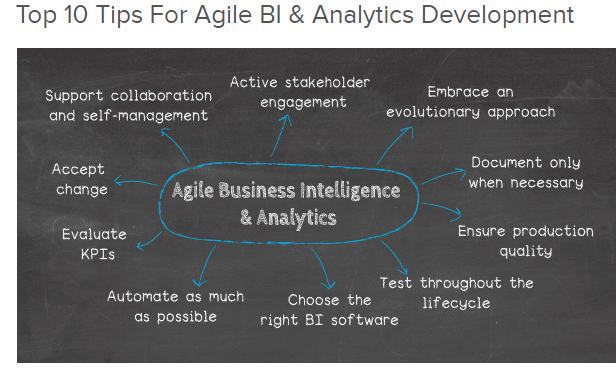 Top 10 Tips For Agile BI & Analytics Development
Active stakeholder
engagement
Embrace an
evolutionary approach
Document only
when necessary
Ensure production
quality
Test throughout the
lifecycle
Choose the
right BI software
Automate as much
as possible
Evaluate
KPIs
Accept
change
Support collaboration
and self-management
Agile Business Intelligence
& Analytics